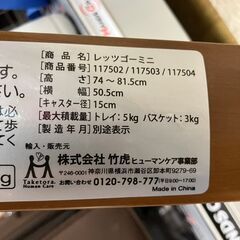 [商品名] レッツゴーミニ
[商品番号] 117502 / 117503 / 117504
[高さ] 74 ～ 81.5cm
[横幅] 50.5cm
[キャスター径] 15cm
[最大積載量] トレイ：5kg バスケット：3kg
[製造年月] 別途表示
輸入・販売元
株式会社 竹虎 ヒューマンケア事業部
〒246-0001 神奈川県横浜市瀬谷区卸本町9279-69
お問い合わせ 0120-798-777
Taketora.
Human Care
Made in China